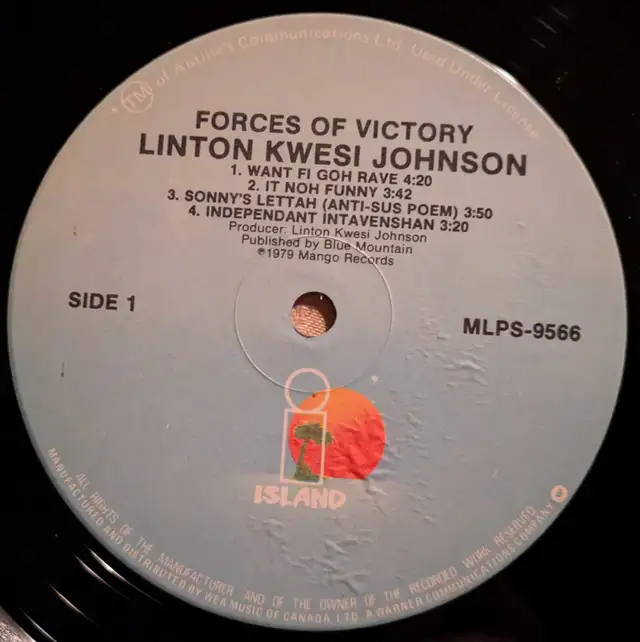 TM of Antilles Communications Ltd. Used Under License
FORCES OF VICTORY
LINTON KWESI JOHNSON
1. WANT FI GOH RAVE 4:20
2. IT NOH FUNNY 3:42
3. SONNY'S LETTAH (ANTI-SUS POEM) 3:50
4. INDEPENDANT INTAVENSHAN 3:20
Producer: Linton Kwesi Johnson
Published by Blue Mountain
℗1979 Mango Records
SIDE 1
MLPS-9566
i
ISLAND
ALL RIGHTS OF THE MANUFACTURER AND OF THE OWNER OF THE RECORDED WORK RESERVED
MANUFACTURED AND DISTRIBUTED BY WEA MUSIC OF CANADA LTD. A WARNER COMMUNICATIONS COMPANY